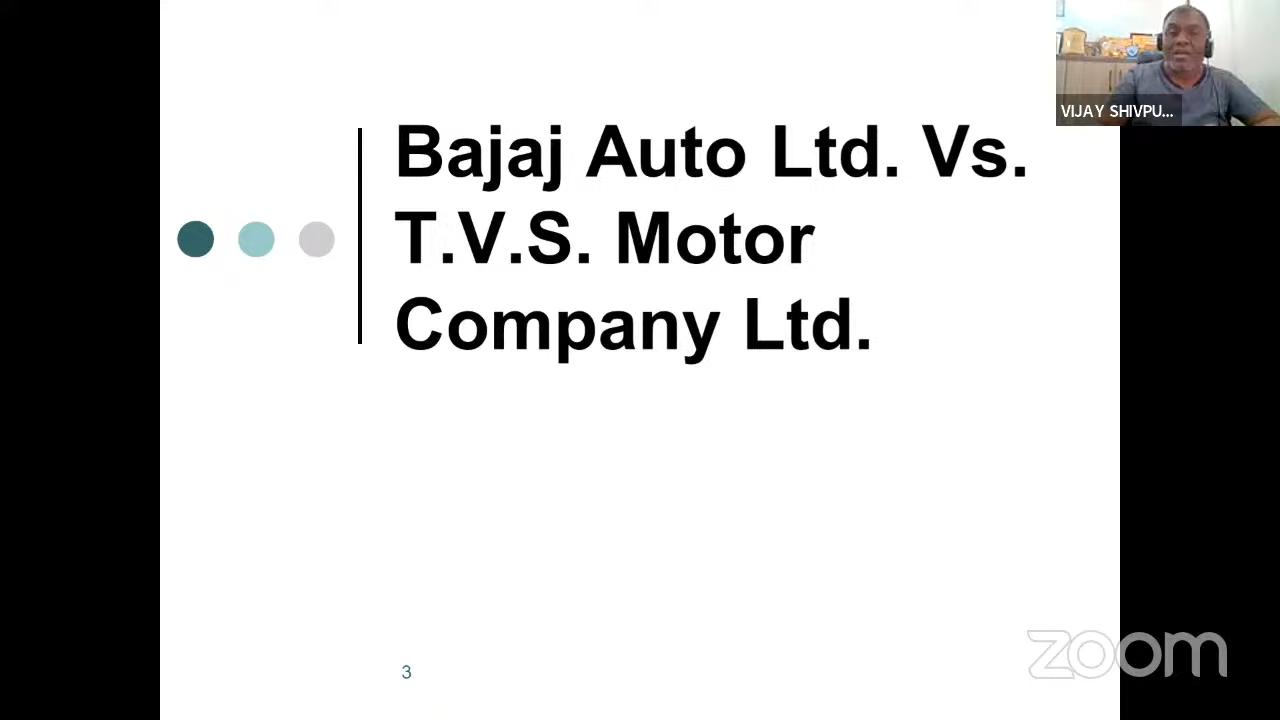 VIJAY SHIVPU...
Bajaj Auto Ltd. Vs.
T.V.S. Motor
Company Ltd.
3
zoom